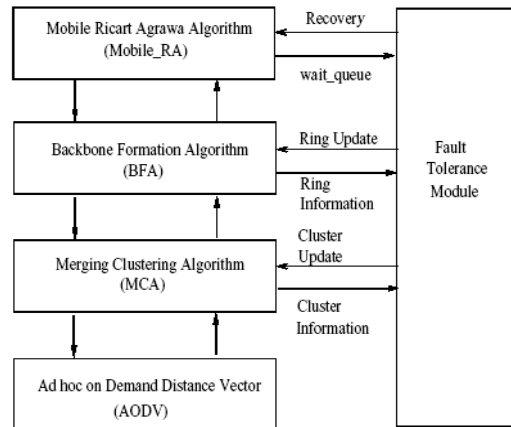 Mobile Ricart Agrawa Algorithm
(Mobile_RA)
Recovery
wait_queue
Backbone Formation Algorithm
(BFA)
Ring Update
Ring
Information
Fault
Tolerance
Module
Cluster
Update
Merging Clustering Algorithm
(MCA)
Cluster
Information
Ad hoc on Demand Distance Vector
(AODV)